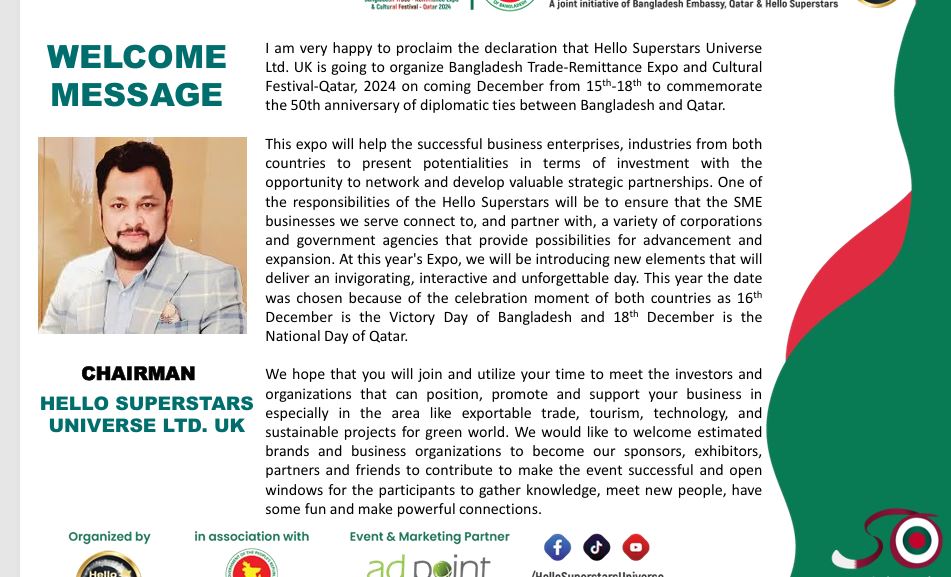 Bangladesh Trade - Remittance Expo
& Cultural Festival - Qatar 2024
A joint initiative of Bangladesh Embassy, Qatar & Hello Superstars
WELCOME
MESSAGE
I am very happy to proclaim the declaration that Hello Superstars Universe
Ltd. UK is going to organize Bangladesh Trade-Remittance Expo and Cultural
Festival-Qatar, 2024 on coming December from 15th-18th to commemorate
the 50th anniversary of diplomatic ties between Bangladesh and Qatar.
This expo will help the successful business enterprises, industries from both
countries to present potentialities in terms of investment with the
opportunity to network and develop valuable strategic partnerships. One of
the responsibilities of the Hello Superstars will be to ensure that the SME
businesses we serve connect to, and partner with, a variety of corporations
and government agencies that provide possibilities for advancement and
expansion. At this year's Expo, we will be introducing new elements that will
deliver an invigorating, interactive and unforgettable day. This year the date
was chosen because of the celebration moment of both countries as 16th
December is the Victory Day of Bangladesh and 18th December is the
National Day of Qatar.
CHAIRMAN
HELLO SUPERSTARS
UNIVERSE LTD. UK
We hope that you will join and utilize your time to meet the investors and
organizations that can position, promote and support your business in
especially in the area like exportable trade, tourism, technology, and
sustainable projects for green world. We would like to welcome estimated
brands and business organizations to become our sponsors, exhibitors,
partners and friends to contribute to make the event successful and open
windows for the participants to gather knowledge, meet new people, have
some fun and make powerful connections.
Organized by
in association with
Event & Marketing Partner
Hello
ad point
/HelloSuperstarsUniverse
50